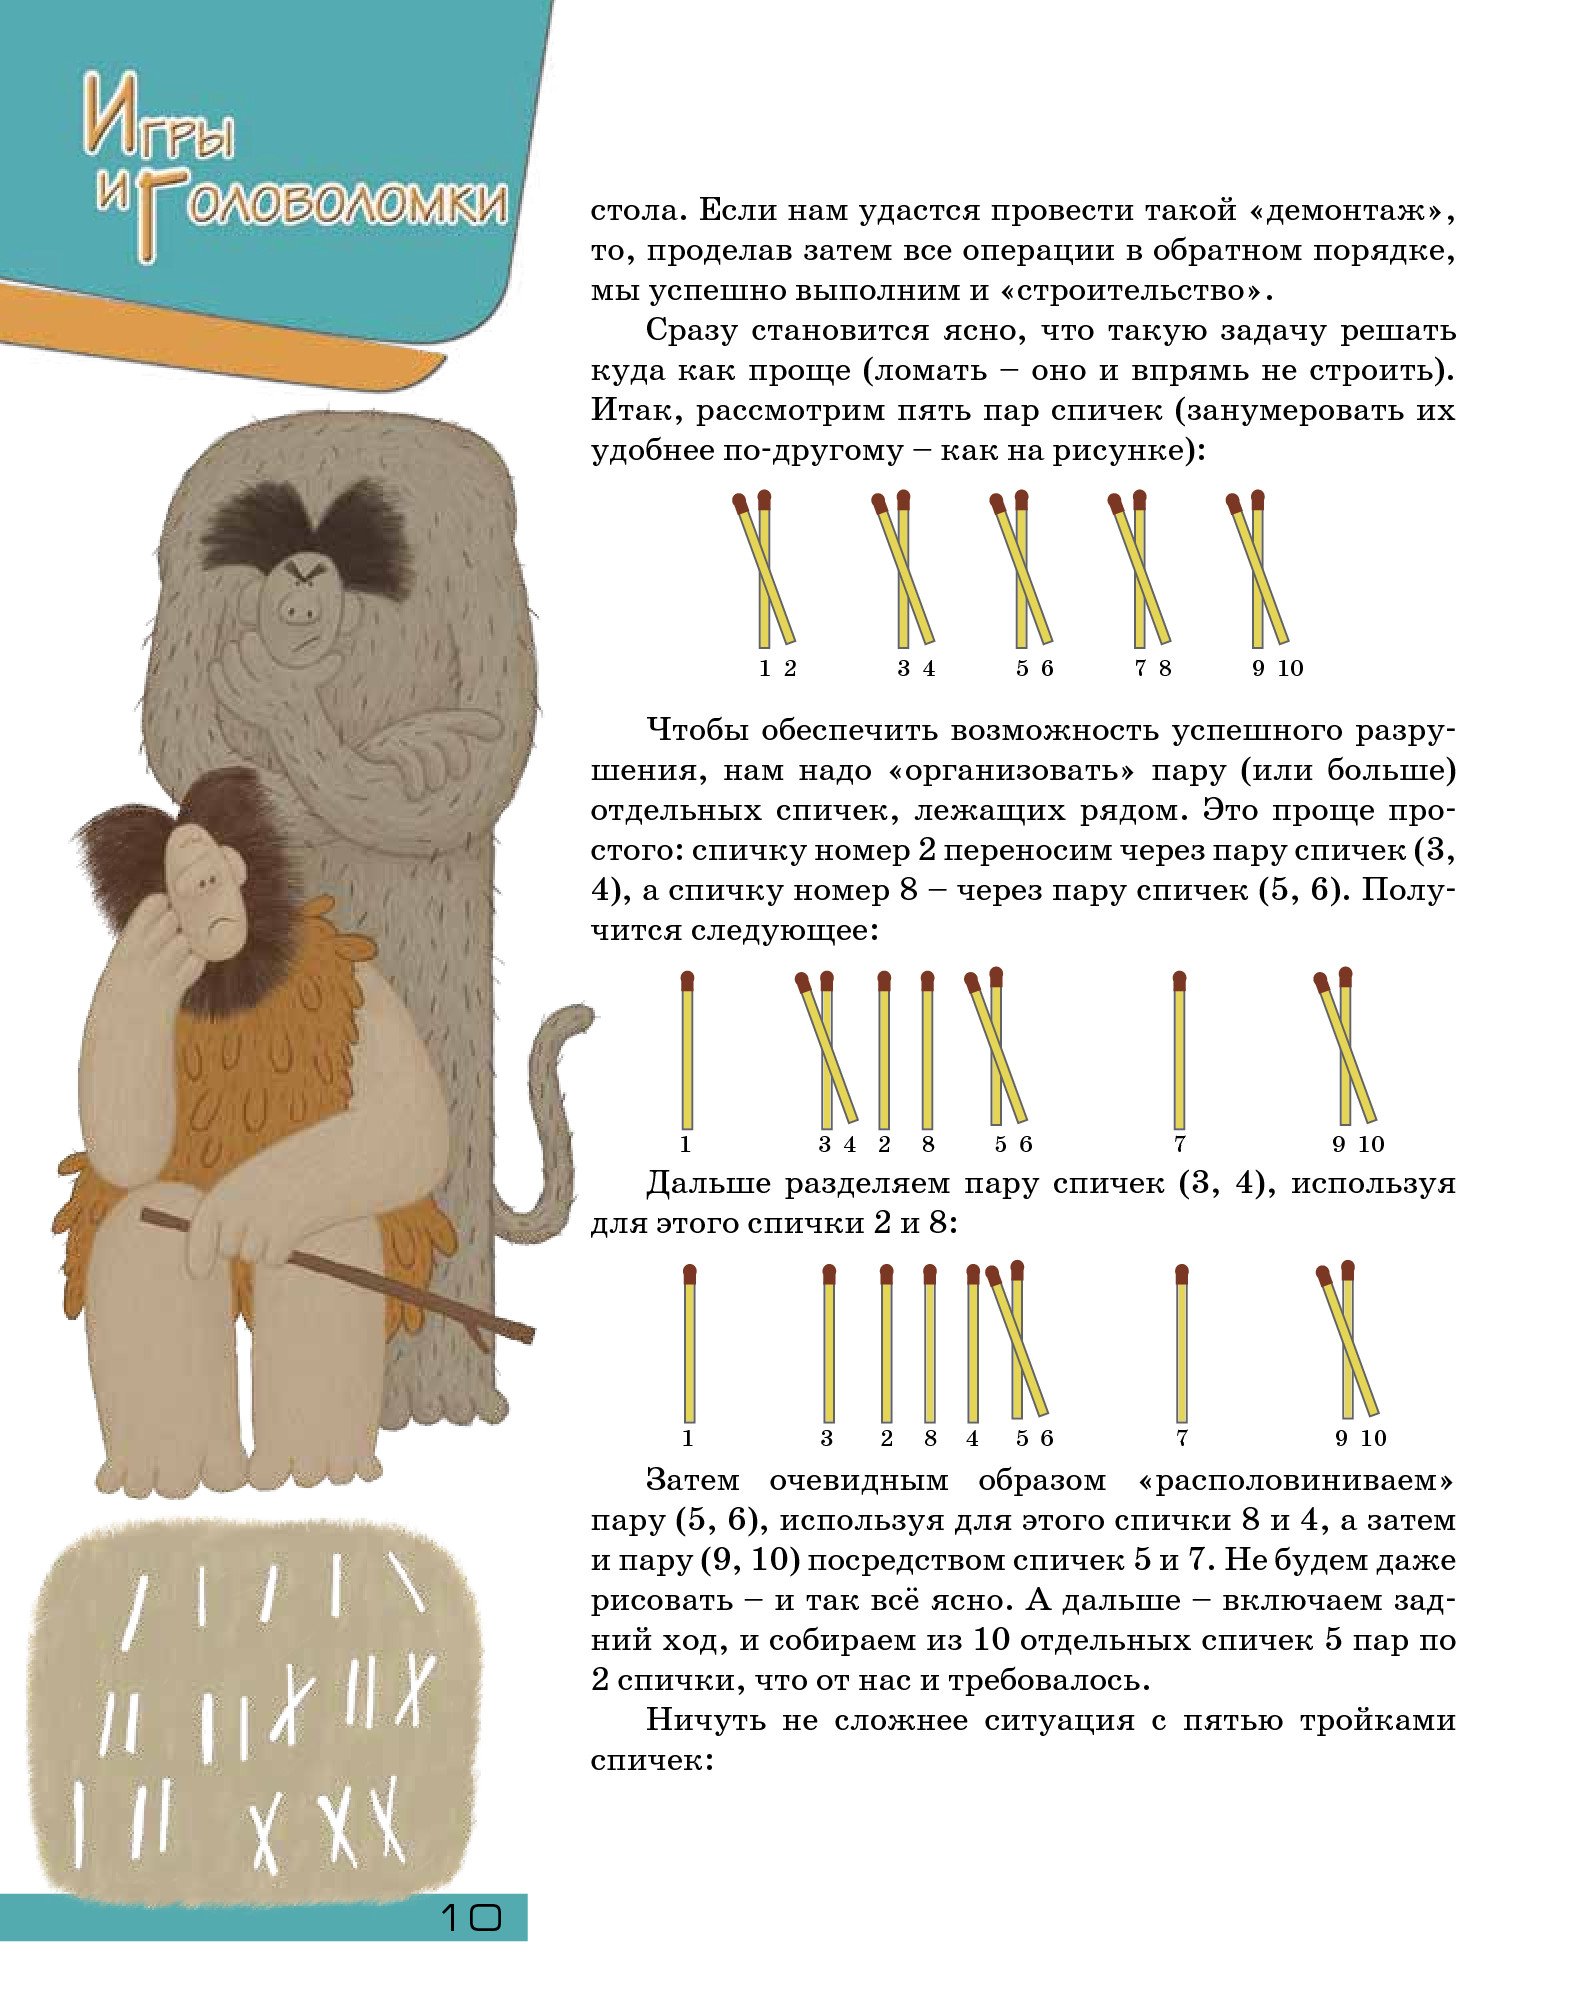 Игры
и Головоломки
стола. Если нам удастся провести такой «демонтаж»,
то, проделав затем все операции в обратном порядке,
мы успешно выполним и «строительство».
Сразу становится ясно, что такую задачу решать
куда как проще (ломать – оно и впрямь не строить).
Итак, рассмотрим пять пар спичек (занумеровать их
удобнее по-другому – как на рисунке):
1 2 3 4 5 6 7 8 9 10
Чтобы обеспечить возможность успешного разру-
шения, нам надо «организовать» пару (или больше)
отдельных спичек, лежащих рядом. Это проще про-
стого: спичку номер 2 переносим через пару спичек (3,
4), а спичку номер 8 – через пару спичек (5, 6). Полу-
чится следующее:
1 3 4 2 8 5 6 7 9 10
Дальше разделяем пару спичек (3, 4), используя
для этого спички 2 и 8:
1 3 2 8 4 5 6 7 9 10
Затем очевидным образом «располовиниваем»
пару (5, 6), используя для этого спички 8 и 4, а затем
и пару (9, 10) посредством спичек 5 и 7. Не будем даже
рисовать – и так всё ясно. А дальше – включаем зад-
ний ход, и собираем из 10 отдельных спичек 5 пар по
2 спички, что от нас и требовалось.
Ничуть не сложнее ситуация с пятью тройками
спичек:
10